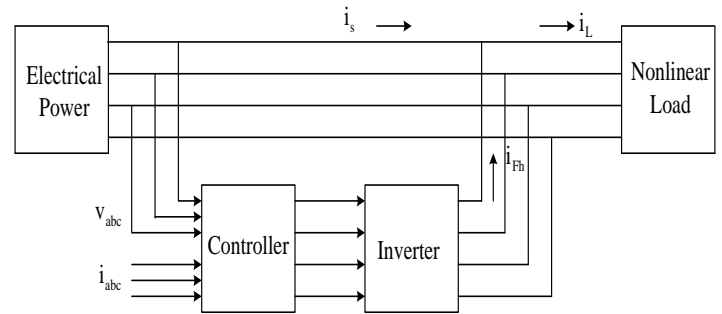 i_s
i_L
Electrical
Power
Nonlinear
Load
i_Fh
v_abc
Controller
Inverter
i_abc